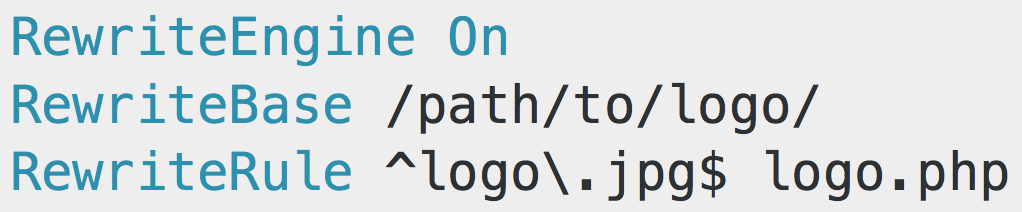 RewriteEngine On
RewriteBase /path/to/logo/
RewriteRule ^logo\.jpg$ logo.php